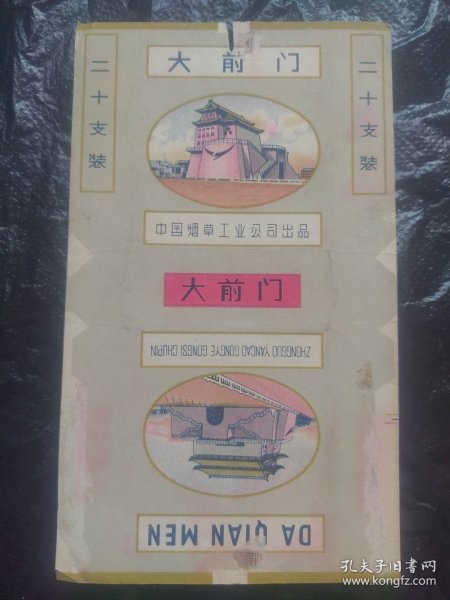 大前门
二十支装
二十支装
中国烟草工业公司出品
大前门
ZHONGGUO YANCAO GONGYE GONGSI CHUPIN
DA QIAN MEN
孔夫子旧书网
www.kongfz.com